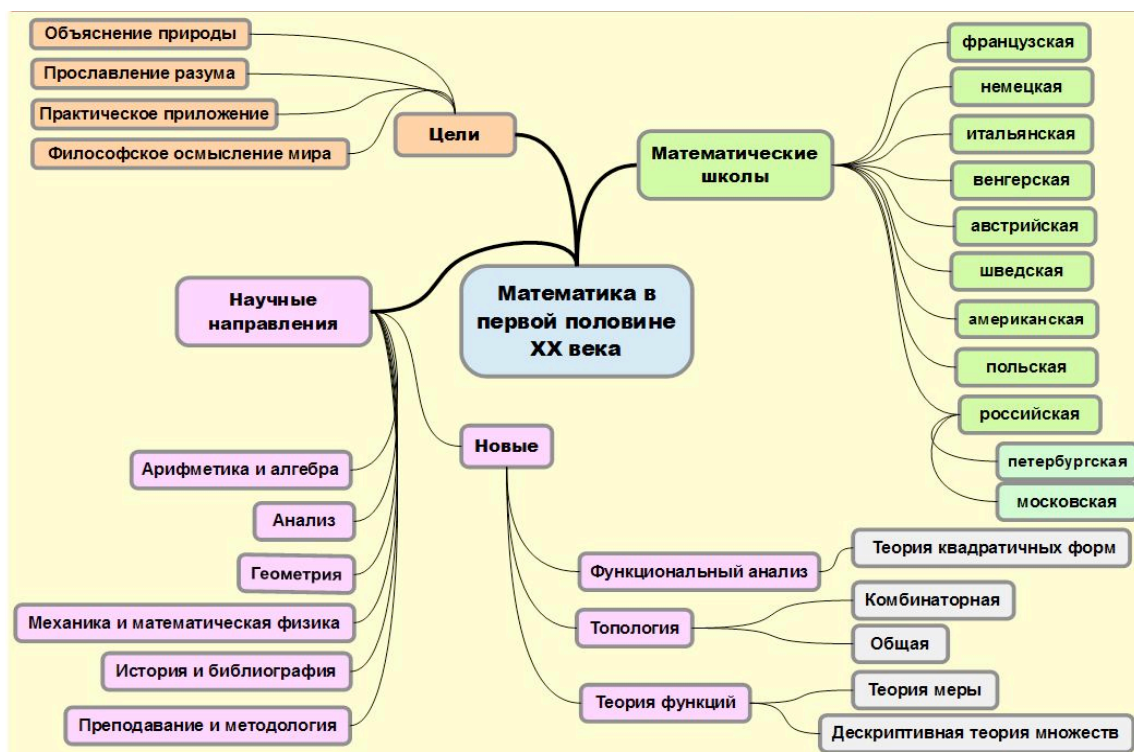 Объяснение природы
Прославление разума
Практическое приложение
Философское осмысление мира
Цели
Математические
школы
французская
немецкая
итальянская
венгерская
австрийская
шведская
американская
польская
российская
петербургская
московская
Математика в
первой половине
XX века
Научные
направления
Арифметика и алгебра
Анализ
Геометрия
Механика и математическая физика
История и библиография
Преподавание и методология
Новые
Функциональный анализ
Теория квадратичных форм
Топология
Комбинаторная
Общая
Теория функций
Теория меры
Дескриптивная теория множеств